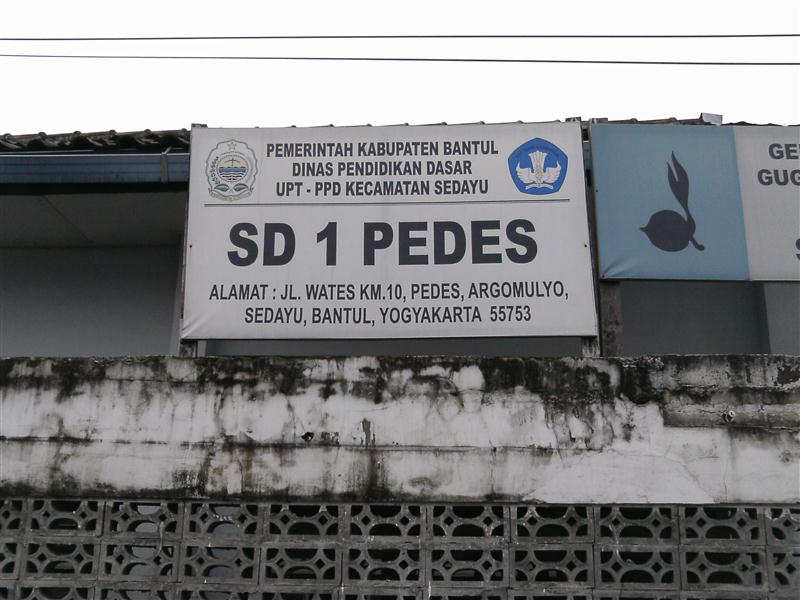 PEMERINTAH KABUPATEN BANTUL
DINAS PENDIDIKAN DASAR
UPT - PPD KECAMATAN SEDAYU
SD 1 PEDES
ALAMAT : JL. WATES KM.10, PEDES, ARGOMULYO,
SEDAYU, BANTUL, YOGYAKARTA 55753